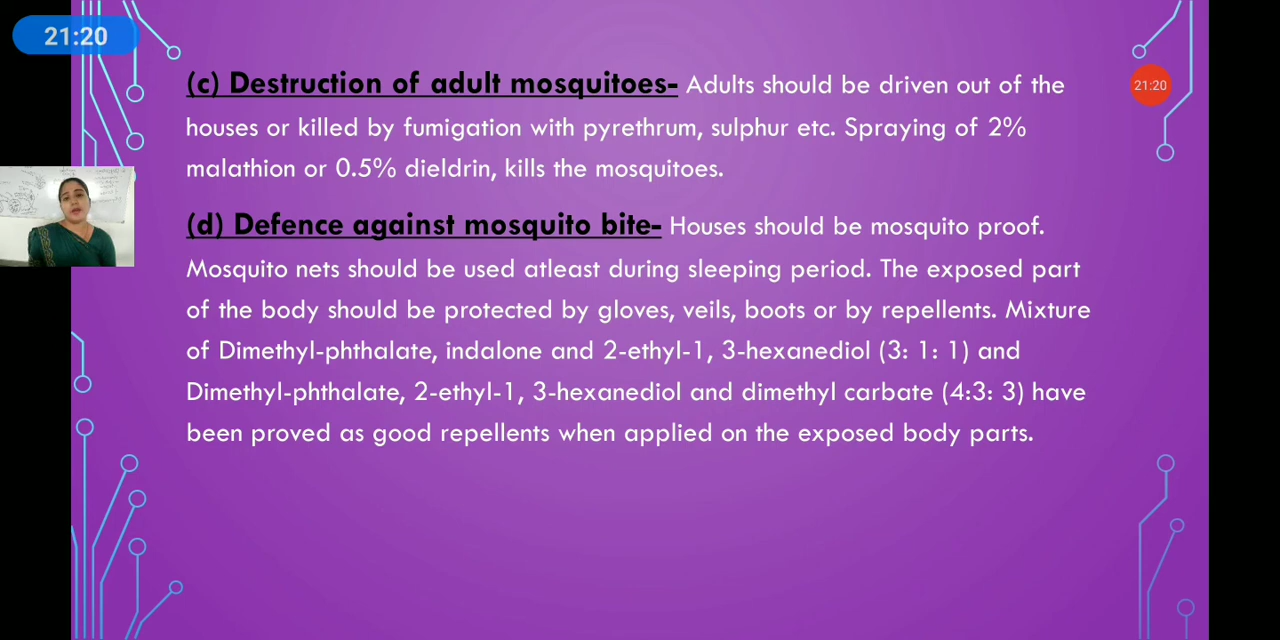 21:20
(c) Destruction of adult mosquitoes- Adults should be driven out of the
21:20
houses or killed by fumigation with pyrethrum, sulphur etc. Spraying of 2%
malathion or 0.5% dieldrin, kills the mosquitoes.
(d) Defence against mosquito bite- Houses should be mosquito proof.
Mosquito nets should be used atleast during sleeping period. The exposed part
of the body should be protected by gloves, veils, boots or by repellents. Mixture
of Dimethyl-phthalate, indalone and 2-ethyl-1, 3-hexanediol (3: 1: 1) and
Dimethyl-phthalate, 2-ethyl-1, 3-hexanediol and dimethyl carbate (4:3: 3) have
been proved as good repellents when applied on the exposed body parts.